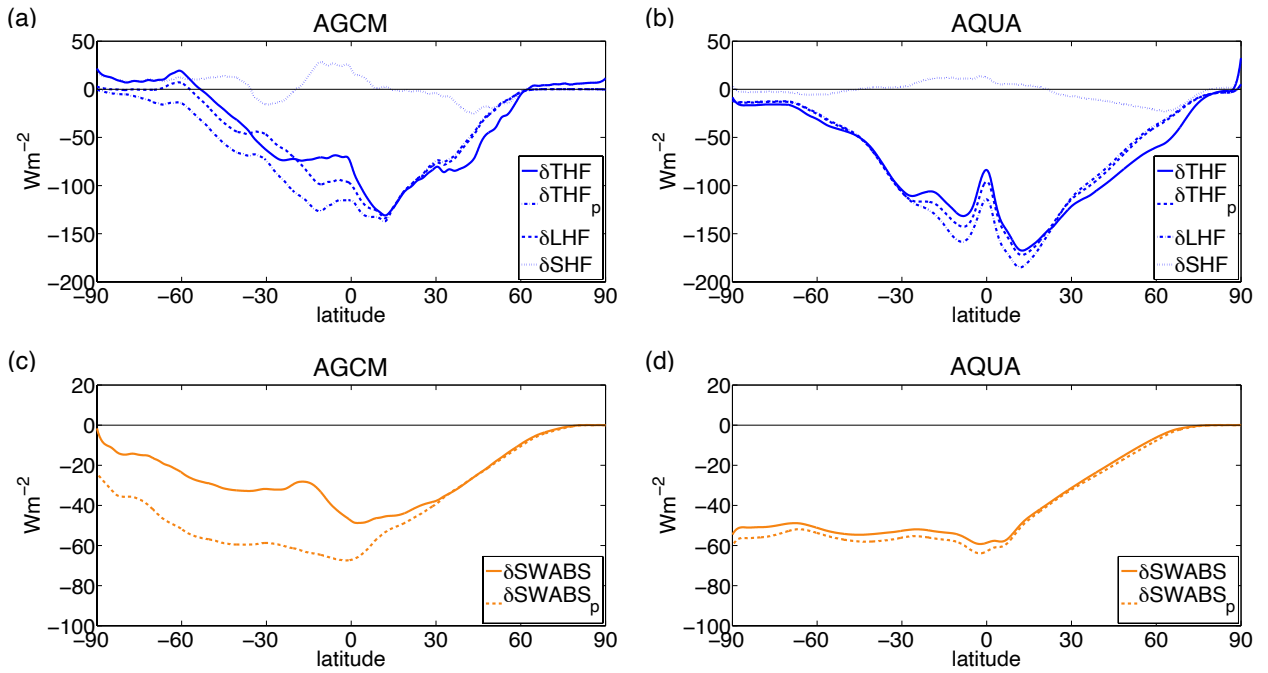 (a)
AGCM
50
0
−50
−100
−150
−200
Wm−2
−90
−60
−30
0
30
60
90
latitude
δTHF
δTHFp
δLHF
δSHF
(b)
AQUA
50
0
−50
−100
−150
−200
Wm−2
−90
−60
−30
0
30
60
90
latitude
δTHF
δTHFp
δLHF
δSHF
(c)
AGCM
20
0
−20
−40
−60
−80
−100
Wm−2
−90
−60
−30
0
30
60
90
latitude
δSWABS
δSWABSp
(d)
AQUA
20
0
−20
−40
−60
−80
−100
Wm−2
−90
−60
−30
0
30
60
90
latitude
δSWABS
δSWABSp